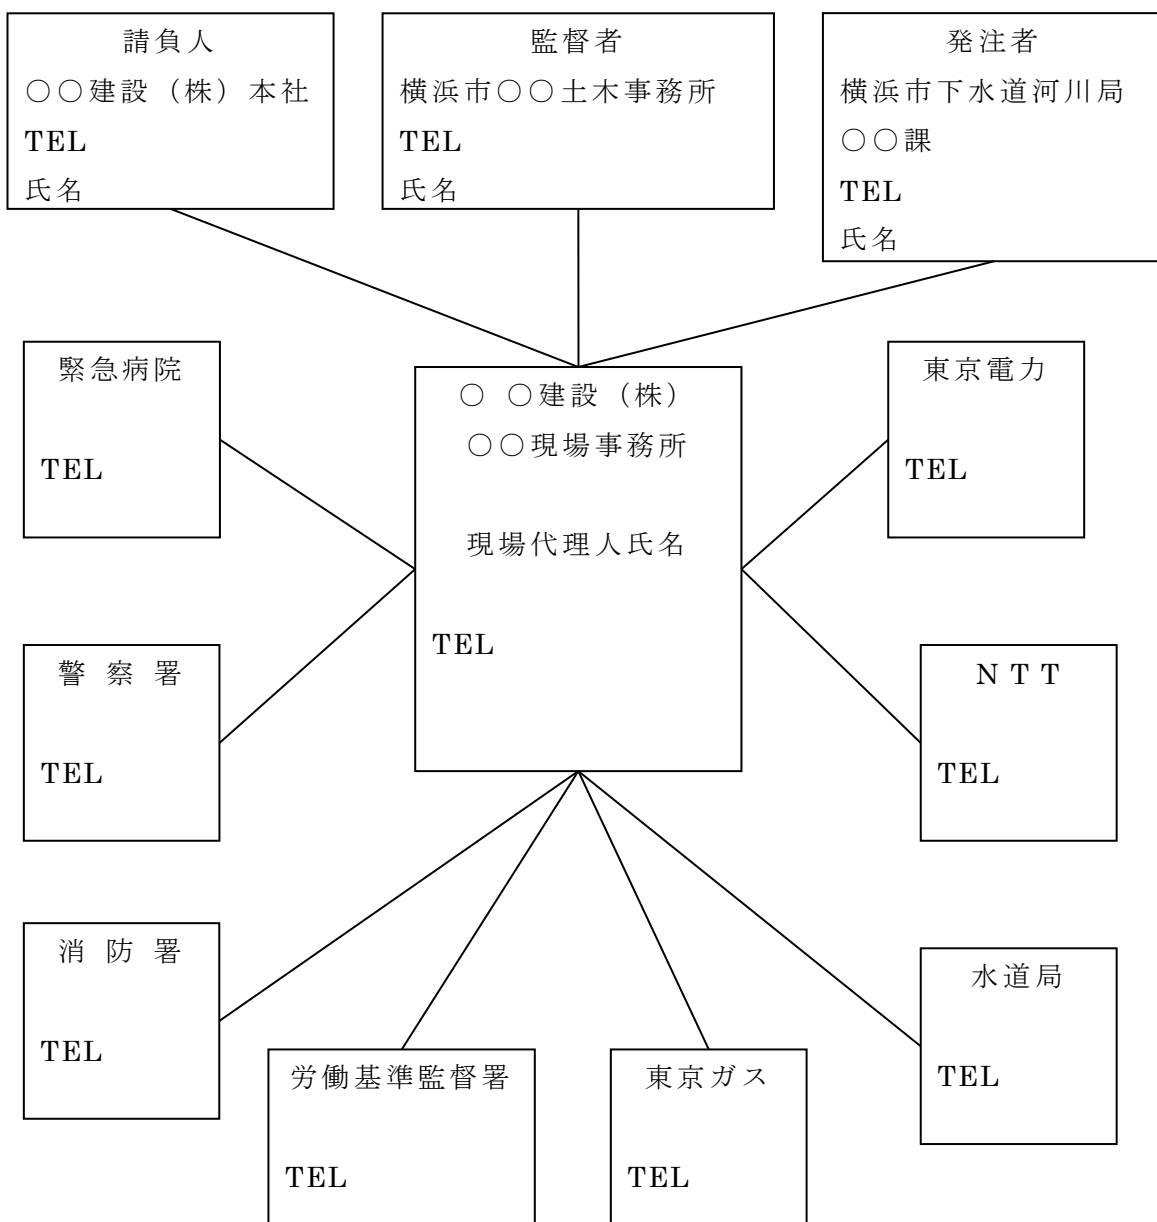 請負人
○○建設（株）本社
TEL
氏名
監督者
横浜市○○土木事務所
TEL
氏名
発注者
横浜市下水道河川局
○○課
TEL
氏名
緊急病院
TEL
○ ○建設（株）
○○現場事務所
現場代理人氏名
TEL
東京電力
TEL
警 察 署
TEL
N T T
TEL
消 防 署
TEL
労働基準監督署
TEL
東京ガス
TEL
水道局
TEL